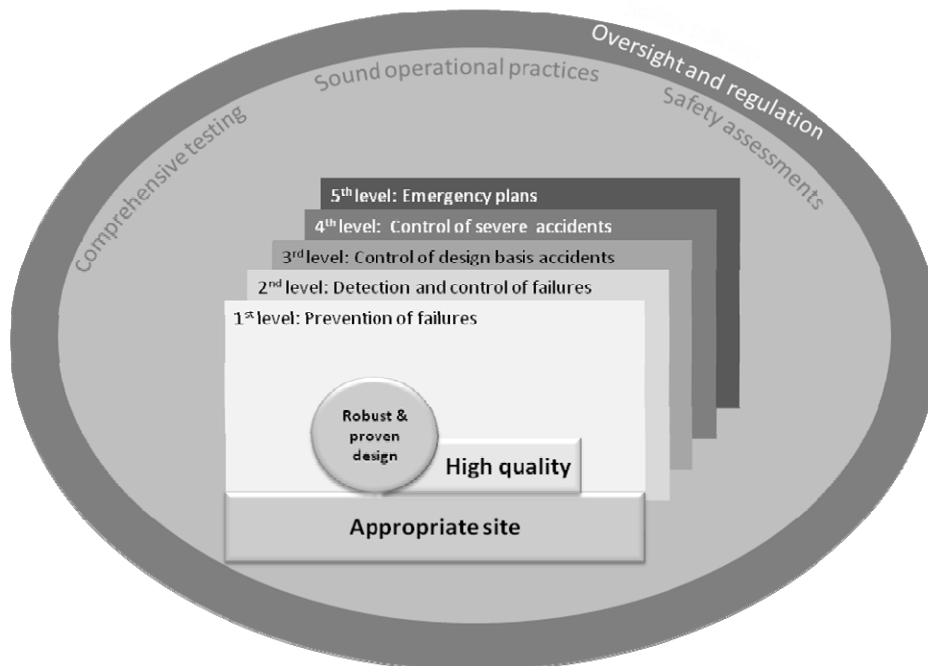 Oversight and regulation
Sound operational practices
Safety assessments
Comprehensive testing
5th level: Emergency plans
4th level: Control of severe accidents
3rd level: Control of design basis accidents
2nd level: Detection and control of failures
1st level: Prevention of failures
Robust &
proven
design
High quality
Appropriate site